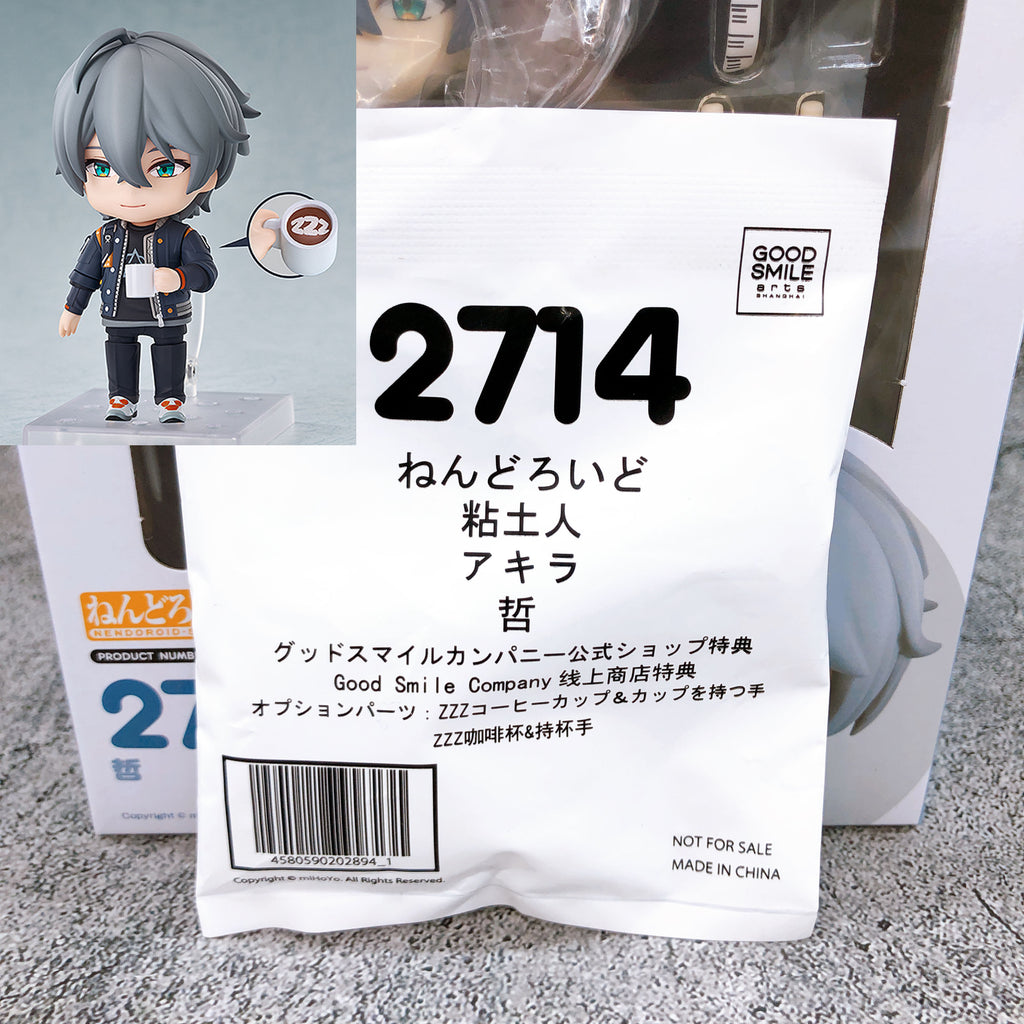 ZZZ
GOOD
SMILE
arts
SHANGHAI
2714
ねんどろいど
粘土人
アキラ
哲
グッドスマイルカンパニー公式ショップ特典
Good Smile Company 线上商店特典
オプションパーツ：ZZZコーヒーカップ&カップを持つ手
ZZZ咖啡杯&持杯手
4580590202894_1
Copyright © miHoYo. All Rights Reserved.
NOT FOR SALE
MADE IN CHINA
ねんどろ
NENDOROID
PRODUCT NUMB
27
哲
Copyright © m